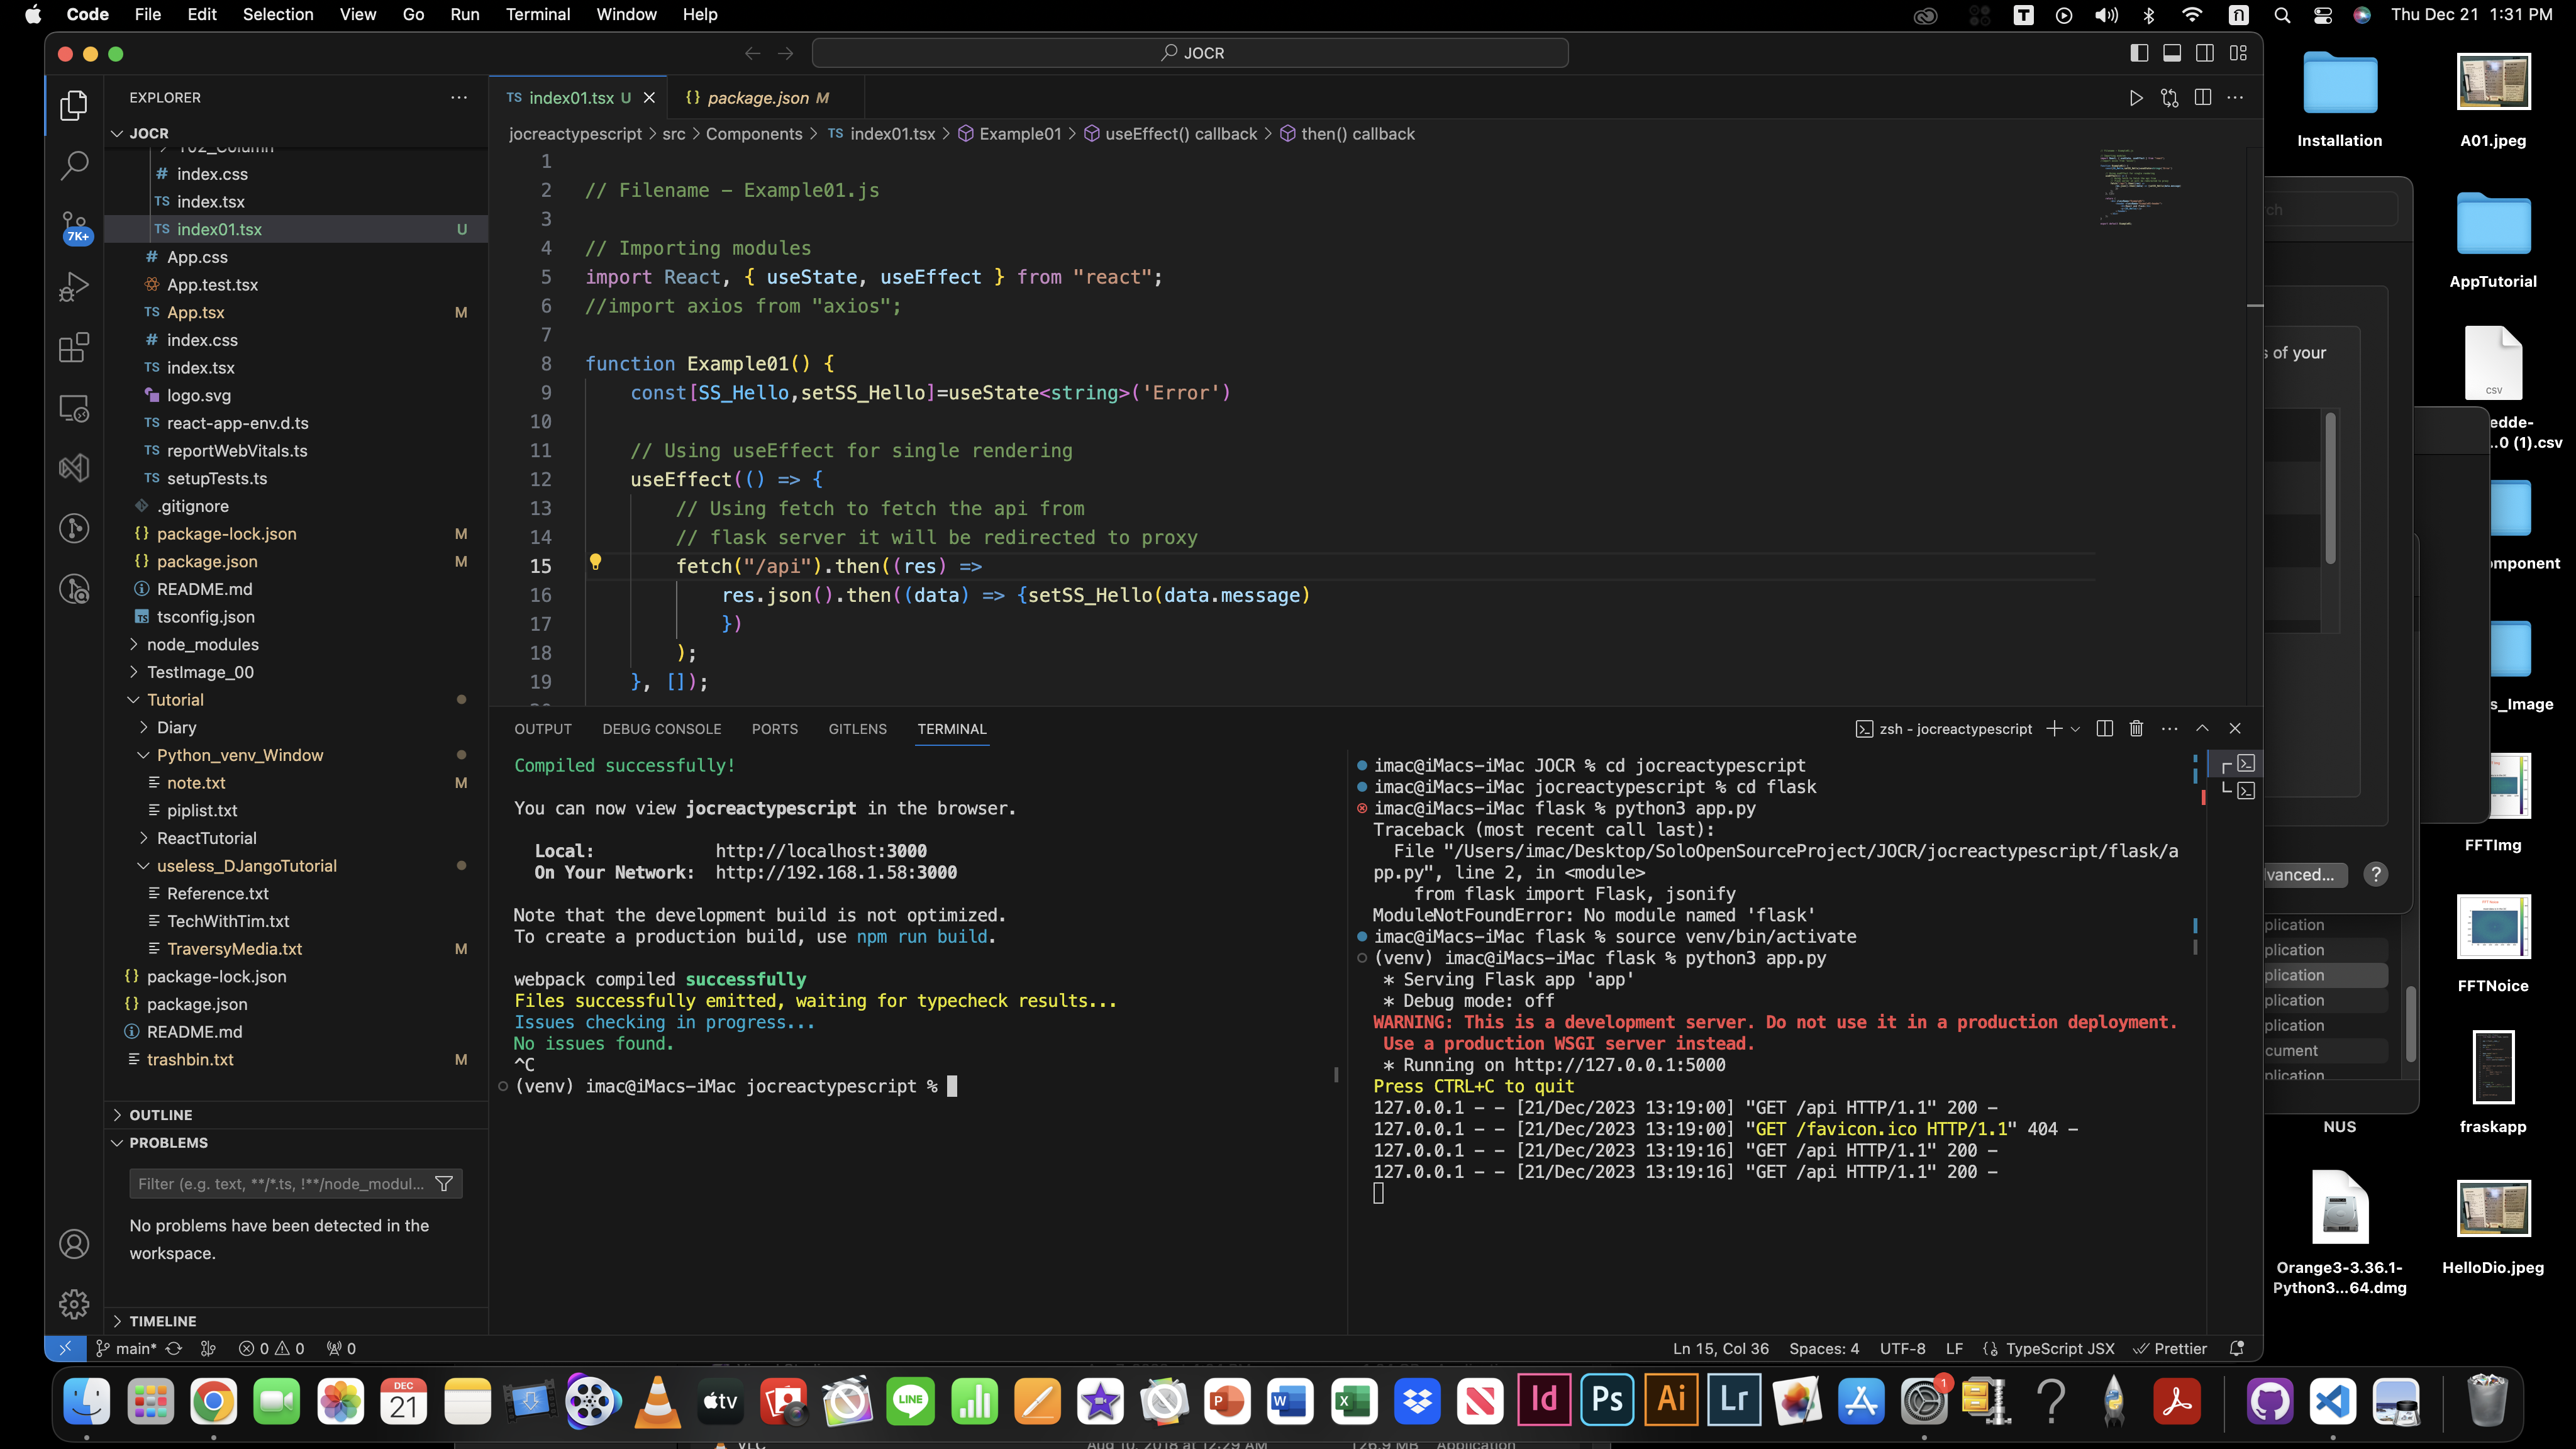 Code File Edit Selection View Go Run Terminal Window Help
Thu Dec 21 1:31 PM
JOCR
EXPLORER
JOCR
T02_Column
index.css
TS index.tsx
TS index01.tsx U
App.css
App.test.tsx
TS App.tsx M
index.css
TS index.tsx
logo.svg
TS react-app-env.d.ts
TS reportWebVitals.ts
TS setupTests.ts
.gitignore
{} package-lock.json M
{} package.json M
README.md
tsconfig.json
node_modules
TestImage_00
Tutorial
Diary
Python_venv_Window
note.txt M
piplist.txt
ReactTutorial
useless_DJangoTutorial
Reference.txt
TechWithTim.txt
TraversyMedia.txt M
{} package-lock.json
{} package.json
README.md
trashbin.txt M
OUTLINE
PROBLEMS
Filter (e.g. text, **/*.ts, !**/node_modul...
No problems have been detected in the
workspace.
TIMELINE
7K+
TS index01.tsx U
{} package.json M
jocreactypescript > src > Components > TS index01.tsx > Example01 > useEffect() callback > then() callback
1
2 // Filename - Example01.js
3
4 // Importing modules
5 import React, { useState, useEffect } from "react";
6 //import axios from "axios";
7
8 function Example01() {
9 const[SS_Hello,setSS_Hello]=useState<string>('Error')
10
11 // Using useEffect for single rendering
12 useEffect(() => {
13 // Using fetch to fetch the api from
14 // flask server it will be redirected to proxy
15 fetch("/api").then((res) =>
16 res.json().then((data) => {setSS_Hello(data.message)
17 })
18 );
19 }, []);
OUTPUT DEBUG CONSOLE PORTS GITLENS TERMINAL
zsh - jocreactypescript
Compiled successfully!
You can now view jocreactypescript in the browser.
Local: http://localhost:3000
On Your Network: http://192.168.1.58:3000
Note that the development build is not optimized.
To create a production build, use npm run build.
webpack compiled successfully
Files successfully emitted, waiting for typecheck results...
Issues checking in progress...
No issues found.
^C
(venv) imac@iMacs-iMac jocreactypescript %
imac@iMacs-iMac JOCR % cd jocreactypescript
imac@iMacs-iMac jocreactypescript % cd flask
imac@iMacs-iMac flask % python3 app.py
Traceback (most recent call last):
File "/Users/imac/Desktop/SoloOpenSourceProject/JOCR/jocreactypescript/flask/a
pp.py", line 2, in <module>
from flask import Flask, jsonify
ModuleNotFoundError: No module named 'flask'
imac@iMacs-iMac flask % source venv/bin/activate
(venv) imac@iMacs-iMac flask % python3 app.py
* Serving Flask app 'app'
* Debug mode: off
WARNING: This is a development server. Do not use it in a production deployment.
Use a production WSGI server instead.
* Running on http://127.0.0.1:5000
Press CTRL+C to quit
127.0.0.1 - - [21/Dec/2023 13:19:00] "GET /api HTTP/1.1" 200 -
127.0.0.1 - - [21/Dec/2023 13:19:00] "GET /favicon.ico HTTP/1.1" 404 -
127.0.0.1 - - [21/Dec/2023 13:19:16] "GET /api HTTP/1.1" 200 -
127.0.0.1 - - [21/Dec/2023 13:19:16] "GET /api HTTP/1.1" 200 -
main* 0 0 0
Ln 15, Col 36 Spaces: 4 UTF-8 LF TypeScript JSX Prettier
Installation
A01.jpeg
AppTutorial
s of your
CSV
edde-
...0 (1).csv
omponent
s_Image
FFTImg
vanced...
?
plication
plication
plication
plication
plication
cument
plication
FFTNoice
NUS
fraskapp
Orange3-3.36.1-
Python3...64.dmg
HelloDio.jpeg
DEC
21
tv
LINE
P
W
X
N
Id
Ps
Ai
Lr
1
VLC Aug 10, 2018 at 12:29 AM 126.9 MB Application